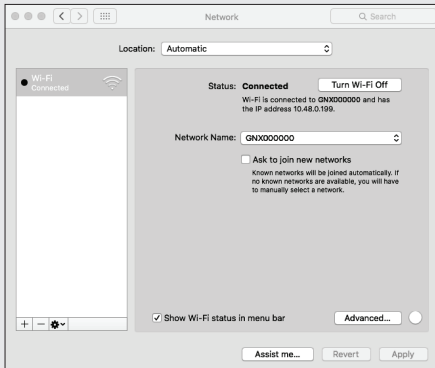 Network
Search
Location: Automatic
Wi-Fi
Connected
Status: Connected
Turn Wi-Fi Off
Wi-Fi is connected to GNX000000 and has
the IP address 10.48.0.199.
Network Name: GNX000000
Ask to join new networks
Known networks will be joined automatically. If
no known networks are available, you will have
to manually select a network.
Show Wi-Fi status in menu bar
Advanced...
Assist me...
Revert
Apply